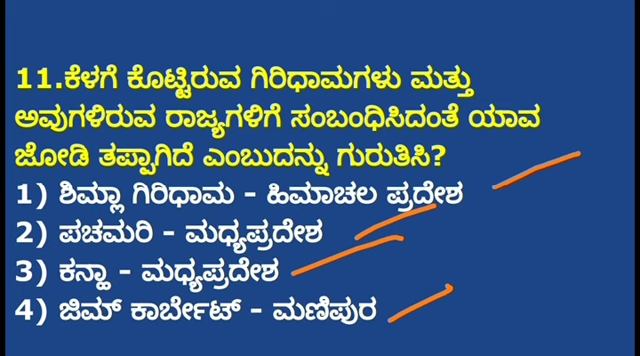 11.ಕೆಳಗೆ ಕೊಟ್ಟಿರುವ ಗಿರಿಧಾಮಗಳು ಮತ್ತು
ಅವುಗಳಿರುವ ರಾಜ್ಯಗಳಿಗೆ ಸಂಬಂಧಿಸಿದಂತೆ ಯಾವ
ಜೋಡಿ ತಪ್ಪಾಗಿದೆ ಎಂಬುದನ್ನು ಗುರುತಿಸಿ?
1) ಶಿಮ್ಲಾ ಗಿರಿಧಾಮ - ಹಿಮಾಚಲ ಪ್ರದೇಶ
2) ಪಚಮರಿ - ಮಧ್ಯಪ್ರದೇಶ
3) ಕನ್ಹಾ - ಮಧ್ಯಪ್ರದೇಶ
4) ಜಿಮ್ ಕಾರ್ಬೇಟ್ - ಮಣಿಪುರ